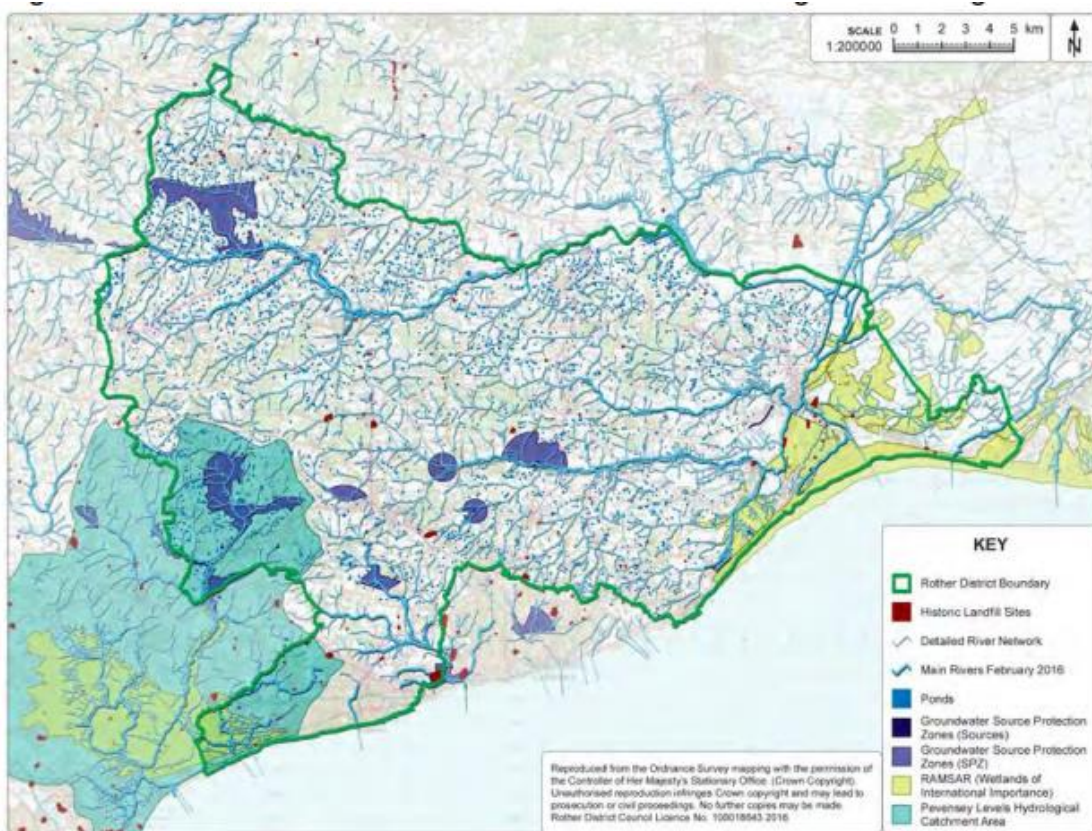 SCALE 0 1 2 3 4 5 km
1:200000
N
KEY
Rother District Boundary
Historic Landfill Sites
Detailed River Network
Main Rivers February 2016
Ponds
Groundwater Source Protection
Zones (Sources)
Groundwater Source Protection
Zones (SPZ)
RAMSAR (Wetlands of
International Importance)
Pevensey Levels Hydrological
Catchment Area
Reproduced from the Ordnance Survey mapping with the permission of
the Controller of Her Majesty's Stationary Office. (Crown Copyright).
Unauthorised reproduction infringes Crown copyright and may lead to
prosecution or civil proceedings. No further copies may be made.
Rother District Council Licence No. 100018643 2016